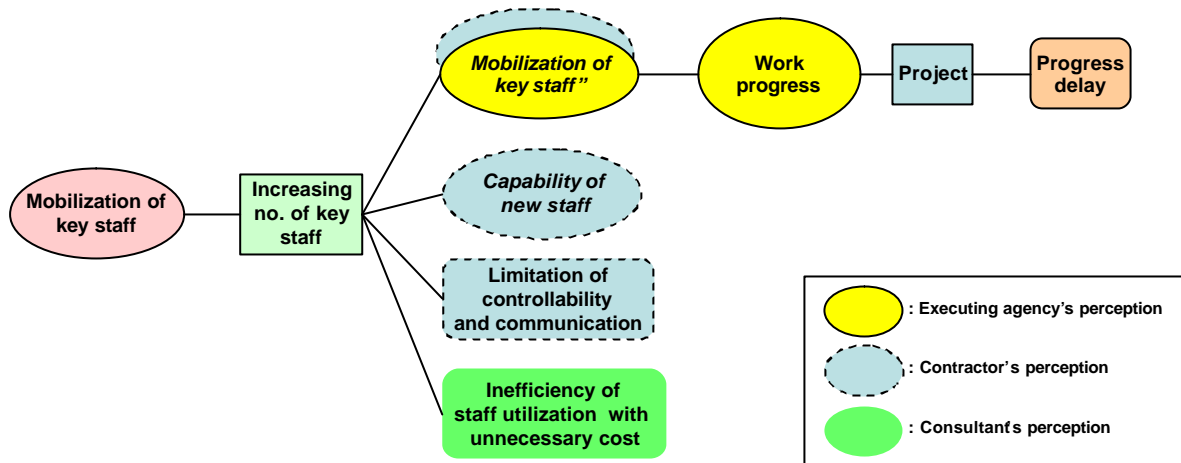 Mobilization of
key staff
Increasing
no. of key
staff
Mobilization of
key staff”
Work
progress
Project
Progress
delay
Capability of
new staff
Limitation of
controllability
and communication
Inefficiency of
staff utilization with
unnecessary cost
: Executing agency’s perception
: Contractor’s perception
: Consultant’s perception